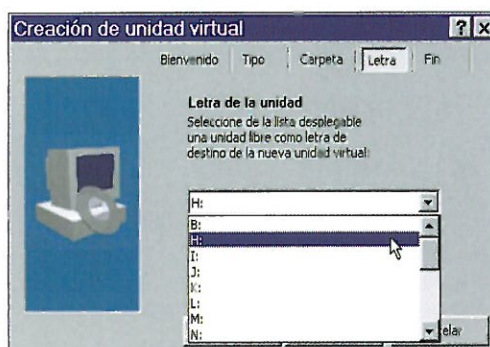 Creación de unidad virtual
Bienvenido Tipo Carpeta Letra Fin
Letra de la unidad
Seleccione de la lista desplegable
una unidad libre como letra de
destino de la nueva unidad virtual:
H:
B:
H:
I:
J:
K:
L:
M:
N:
elar